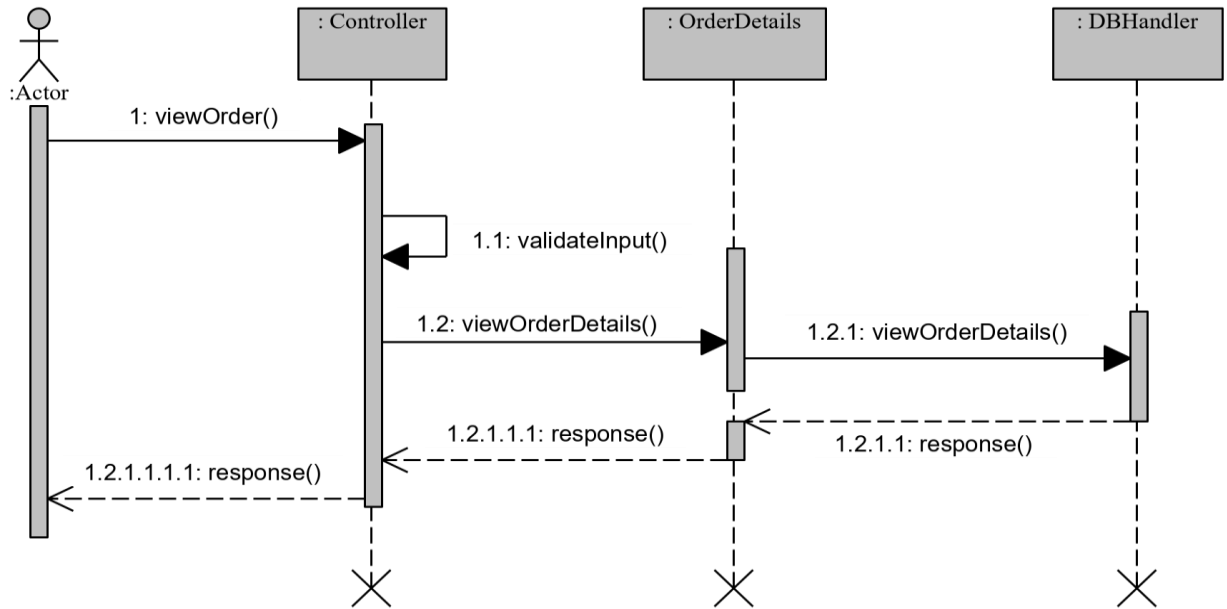 : Controller
: OrderDetails
: DBHandler
:Actor
1: viewOrder()
1.1: validateInput()
1.2: viewOrderDetails()
1.2.1: viewOrderDetails()
1.2.1.1: response()
1.2.1.1.1: response()
1.2.1.1.1.1: response()